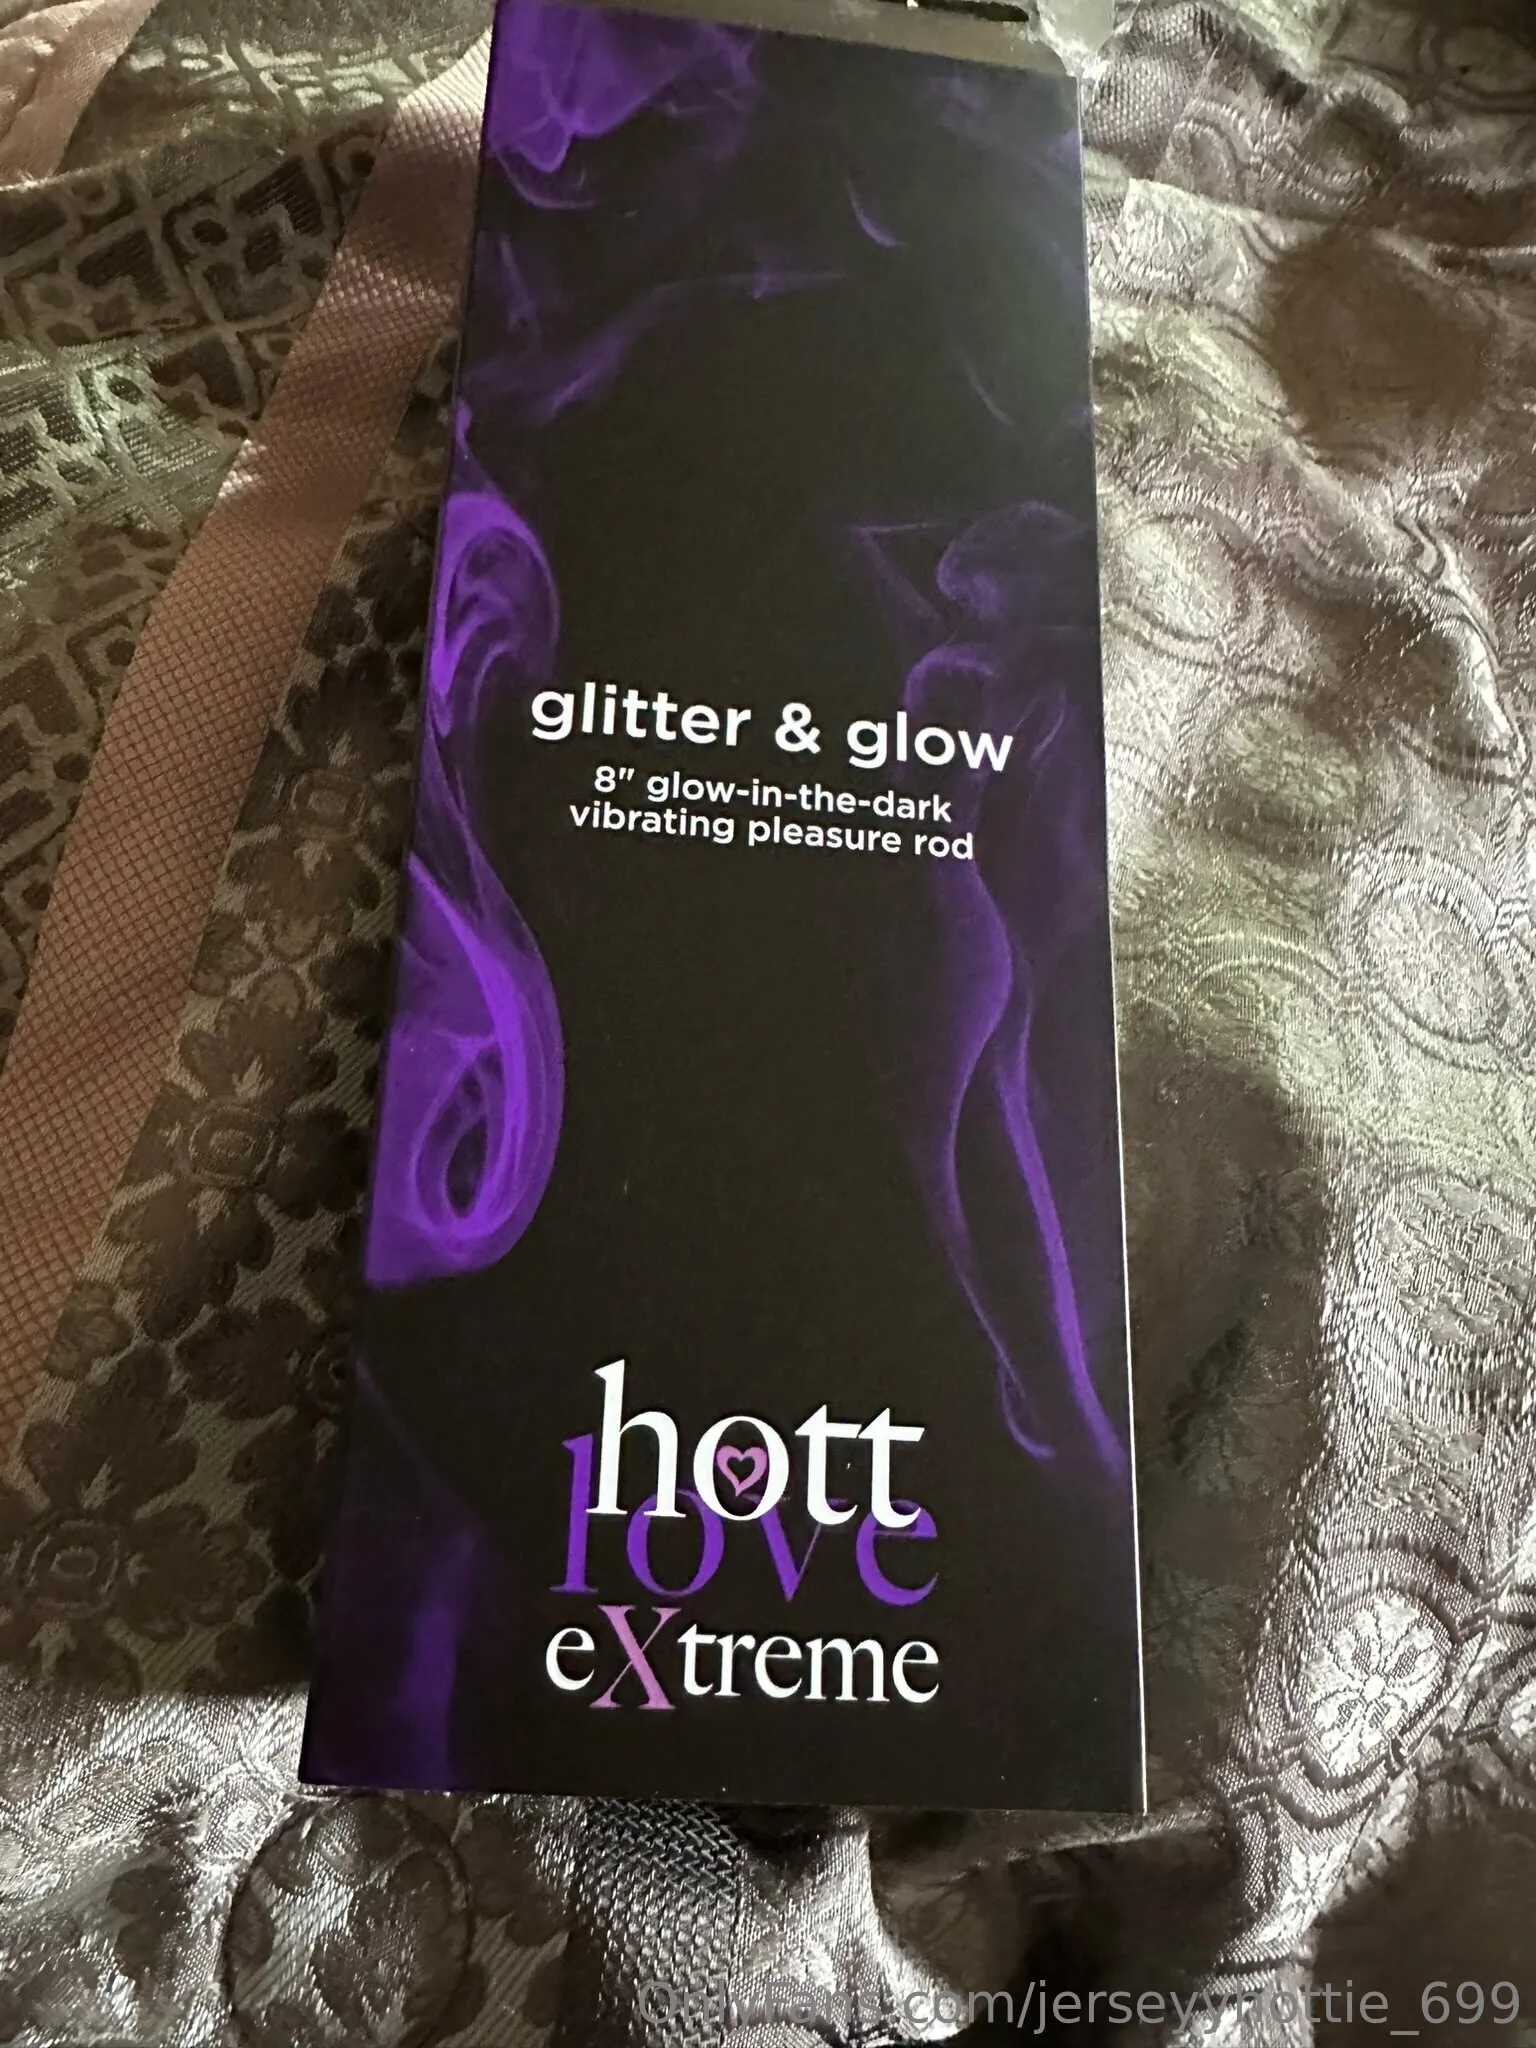 glitter & glow
8" glow-in-the-dark
vibrating pleasure rod
hott
love
eXtreme
OnlyFans.com/jerseyyhottie_699